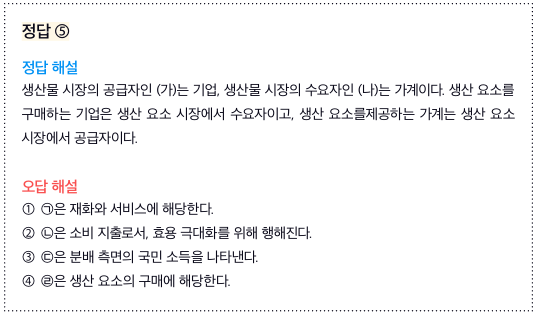 정답 ⑤
정답 해설
생산물 시장의 공급자인 (가)는 기업, 생산물 시장의 수요자인 (나)는 가계이다. 생산 요소를
구매하는 기업은 생산 요소 시장에서 수요자이고, 생산 요소를제공하는 가계는 생산 요소
시장에서 공급자이다.
오답 해설
① ㉠은 재화와 서비스에 해당한다.
② ㉡은 소비 지출로서, 효용 극대화를 위해 행해진다.
③ ㉢은 분배 측면의 국민 소득을 나타낸다.
④ ㉣은 생산 요소의 구매에 해당한다.